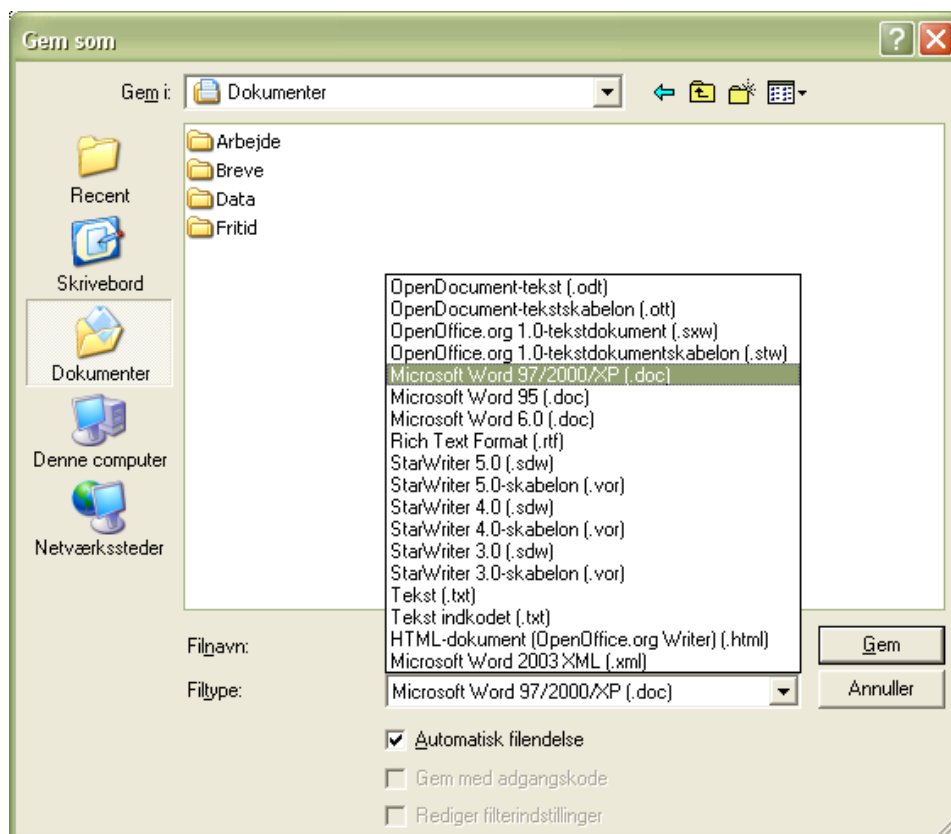 Gem som
Gem i:
Dokumenter
Arbejde
Breve
Data
Fritid
Recent
Skrivebord
Dokumenter
Denne computer
Netværkssteder
OpenDocument-tekst (.odt)
OpenDocument-tekstskabelon (.ott)
OpenOffice.org 1.0-tekstdokument (.sxw)
OpenOffice.org 1.0-tekstdokumentskabelon (.stw)
Microsoft Word 97/2000/XP (.doc)
Microsoft Word 95 (.doc)
Microsoft Word 6.0 (.doc)
Rich Text Format (.rtf)
StarWriter 5.0 (.sdw)
StarWriter 5.0-skabelon (.vor)
StarWriter 4.0 (.sdw)
StarWriter 4.0-skabelon (.vor)
StarWriter 3.0 (.sdw)
StarWriter 3.0-skabelon (.vor)
Tekst (.txt)
Tekst indkodet (.txt)
HTML-dokument (OpenOffice.org Writer) (.html)
Microsoft Word 2003 XML (.xml)
Filnavn:
Gem
Filtype:
Microsoft Word 97/2000/XP (.doc)
Annuller
Automatisk filendelse
Gem med adgangskode
Rediger filterindstillinger